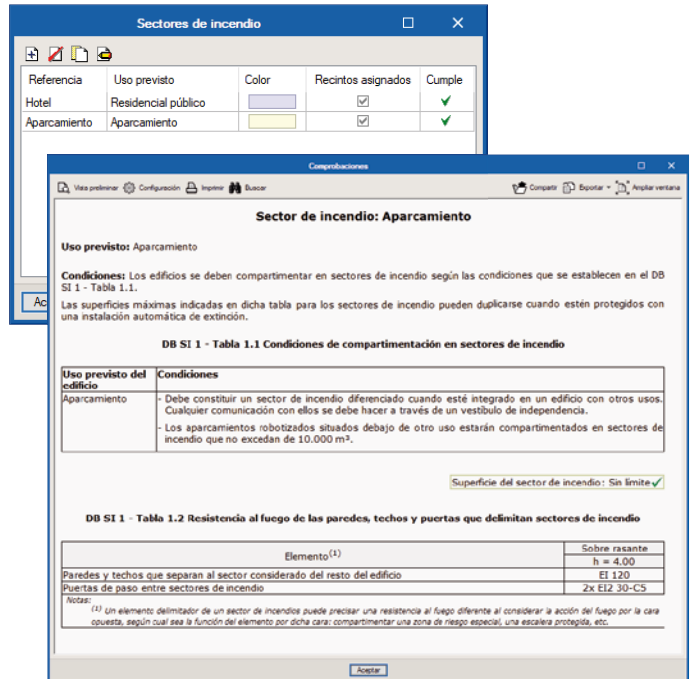 Sectores de incendio
Referencia Uso previsto Color Recintos asignados Cumple
Hotel Residencial público
Aparcamiento Aparcamiento
Comprobaciones
Vista preliminar Configuración Imprimir Buscar Compartir Exportar Ampliar ventana
Sector de incendio: Aparcamiento
Uso previsto: Aparcamiento
Condiciones: Los edificios se deben compartimentar en sectores de incendio según las condiciones que se establecen en el DB
SI 1 - Tabla 1.1.
Las superficies máximas indicadas en dicha tabla para los sectores de incendio pueden duplicarse cuando estén protegidos con
una instalación automática de extinción.
DB SI 1 - Tabla 1.1 Condiciones de compartimentación en sectores de incendio
Uso previsto del Condiciones
edificio
Aparcamiento - Debe constituir un sector de incendio diferenciado cuando esté integrado en un edificio con otros usos.
Cualquier comunicación con ellos se debe hacer a través de un vestíbulo de independencia.
- Los aparcamientos robotizados situados debajo de otro uso estarán compartimentados en sectores de
incendio que no excedan de 10.000 m³.
Superficie del sector de incendio: Sin límite
DB SI 1 - Tabla 1.2 Resistencia al fuego de las paredes, techos y puertas que delimitan sectores de incendio
Elemento(1) Sobre rasante
h = 4.00
Paredes y techos que separan al sector considerado del resto del edificio EI 120
Puertas de paso entre sectores de incendio 2x EI2 30-C5
Notas:
(1) Un elemento delimitador de un sector de incendios puede precisar una resistencia al fuego diferente al considerar la acción del fuego por la cara
opuesta, según cual sea la función del elemento por dicha cara: compartimentar una zona de riesgo especial, una escalera protegida, etc.
Aceptar